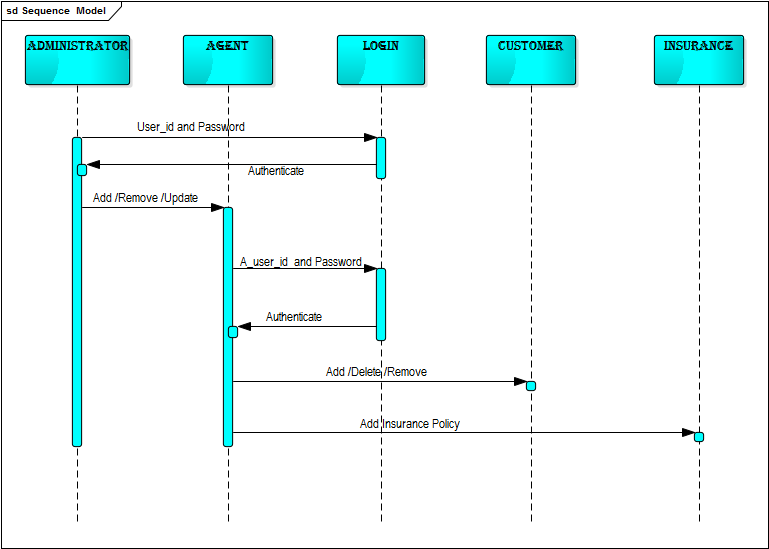 sd Sequence Model
ADMINISTRATOR
AGENT
LOGIN
CUSTOMER
INSURANCE
User_id and Password
Authenticate
Add /Remove /Update
A_user_id and Password
Authenticate
Add /Delete /Remove
Add Insurance Policy